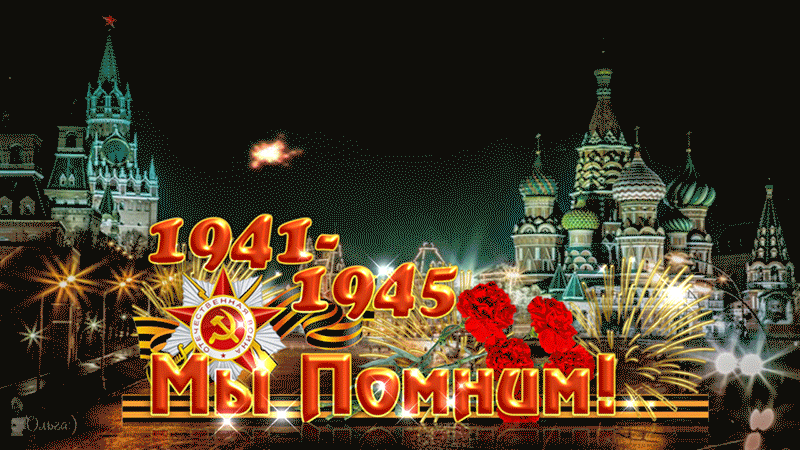 1941-
1945
ОТЕЧЕСТВЕННАЯ ВОЙНА
Мы Помним!
Ольга:)